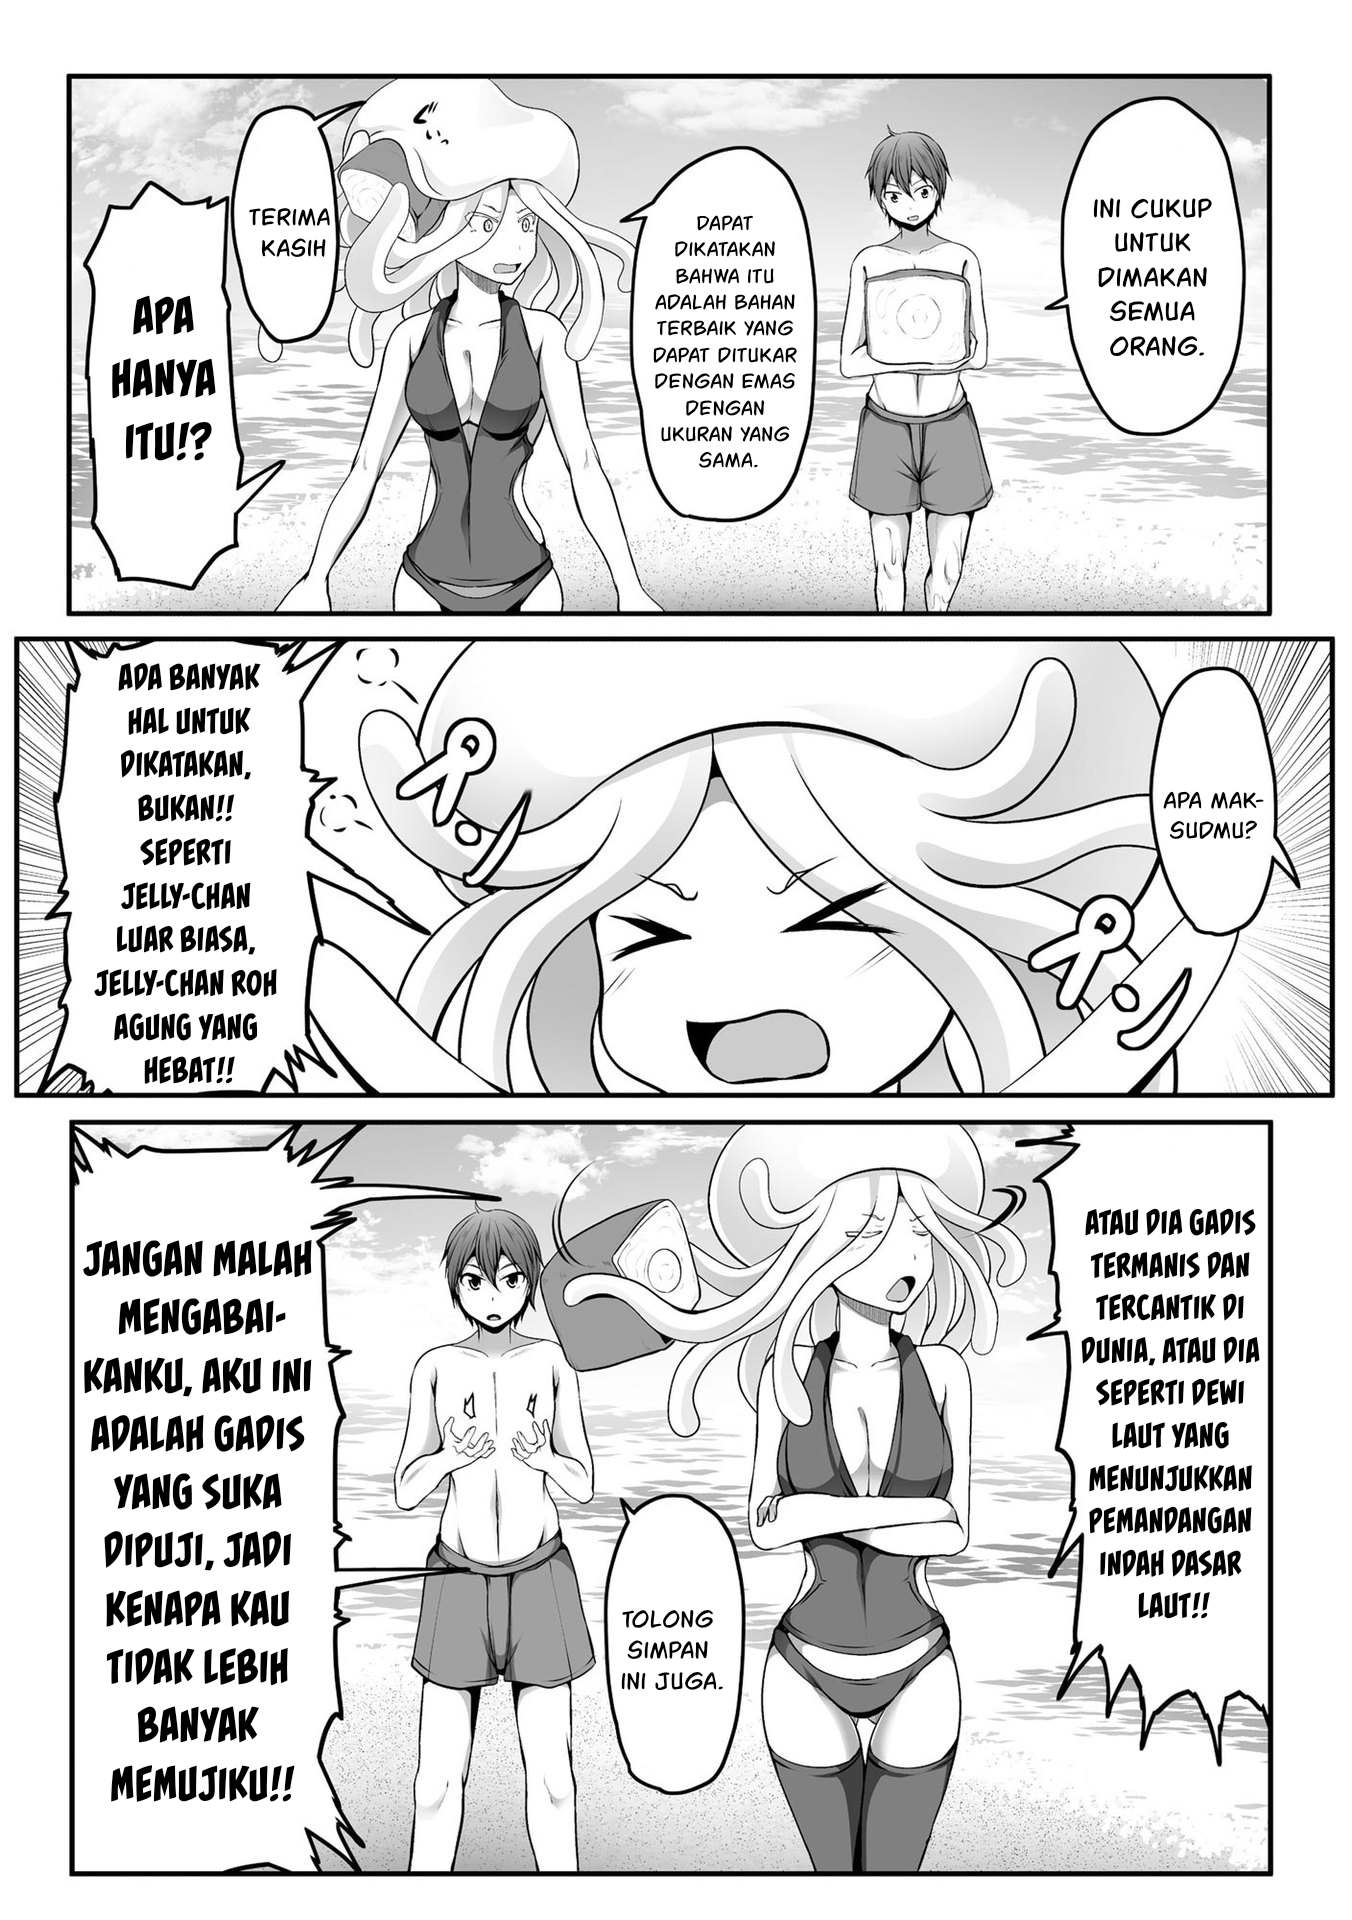 INI CUKUP
UNTUK
DIMAKAN
SEMUA
ORANG.
DAPAT
DIKATAKAN
BAHWA ITU
ADALAH BAHAN
TERBAIK YANG
DAPAT DITUKAR
DENGAN EMAS
DENGAN
UKURAN YANG
SAMA.
TERIMA
KASIH
APA
HANYA
ITU!?
APA MAK-
SUDMU?
ADA BANYAK
HAL UNTUK
DIKATAKAN,
BUKAN!!
SEPERTI
JELLY-CHAN
LUAR BIASA,
JELLY-CHAN ROH
AGUNG YANG
HEBAT!!
ATAU DIA GADIS
TERMANIS DAN
TERCANTIK DI
DUNIA, ATAU DIA
SEPERTI DEWI
LAUT YANG
MENUNJUKKAN
PEMANDANGAN
INDAH DASAR
LAUT!!
TOLONG
SIMPAN
INI JUGA.
JANGAN MALAH
MENGABAI-
KANKU, AKU INI
ADALAH GADIS
YANG SUKA
DIPUJI, JADI
KENAPA KAU
TIDAK LEBIH
BANYAK
MEMUJIKU!!